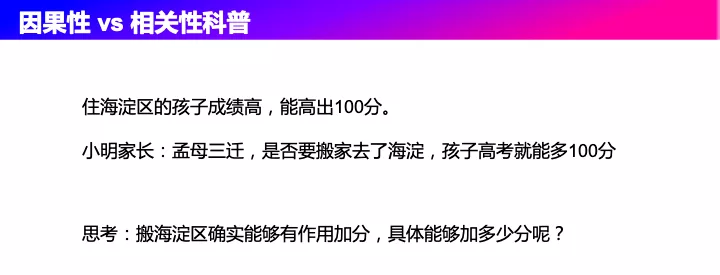 因果性 vs 相关性科普
住海淀区的孩子成绩高，能高出100分。
小明家长：孟母三迁，是否要搬家去了海淀，孩子高考就能多100分
思考：搬海淀区确实能够有作用加分，具体能够加多少分呢？